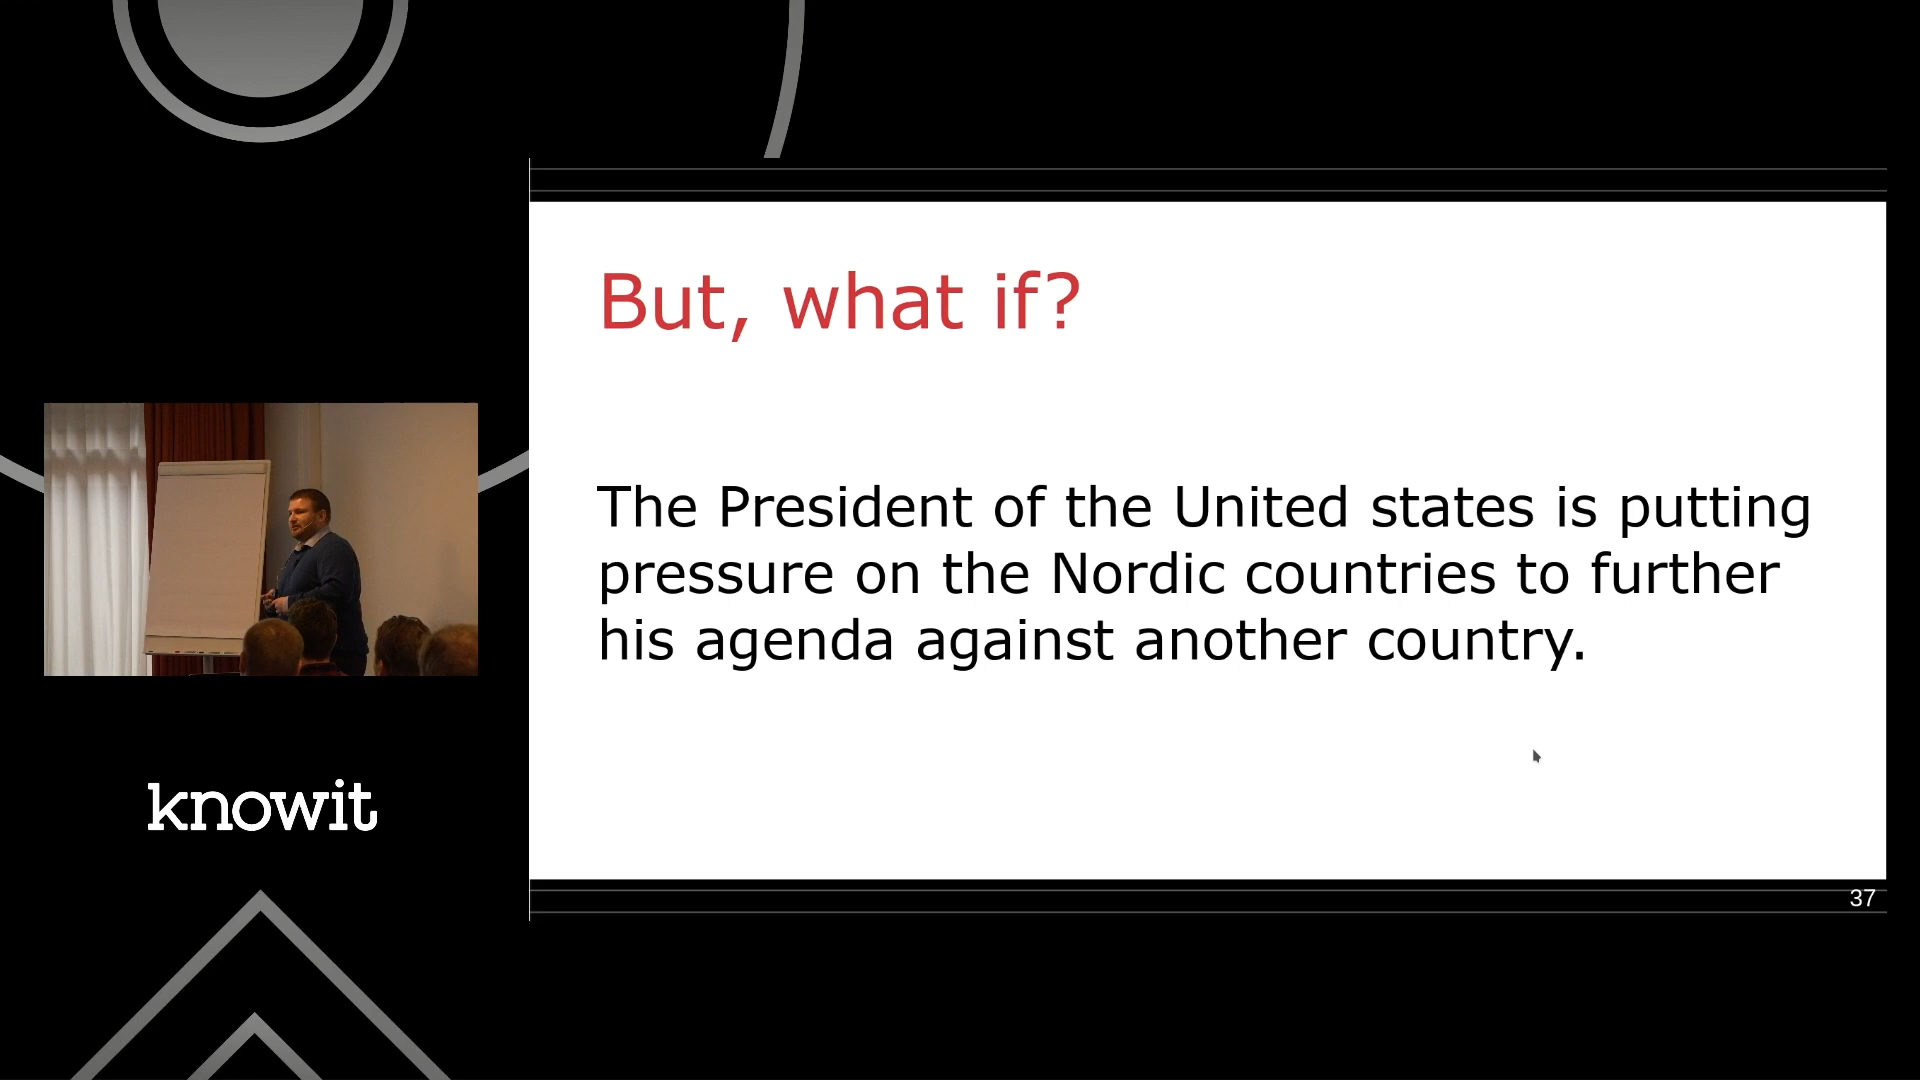 But, what if?
The President of the United states is putting
pressure on the Nordic countries to further
his agenda against another country.
knowit
37